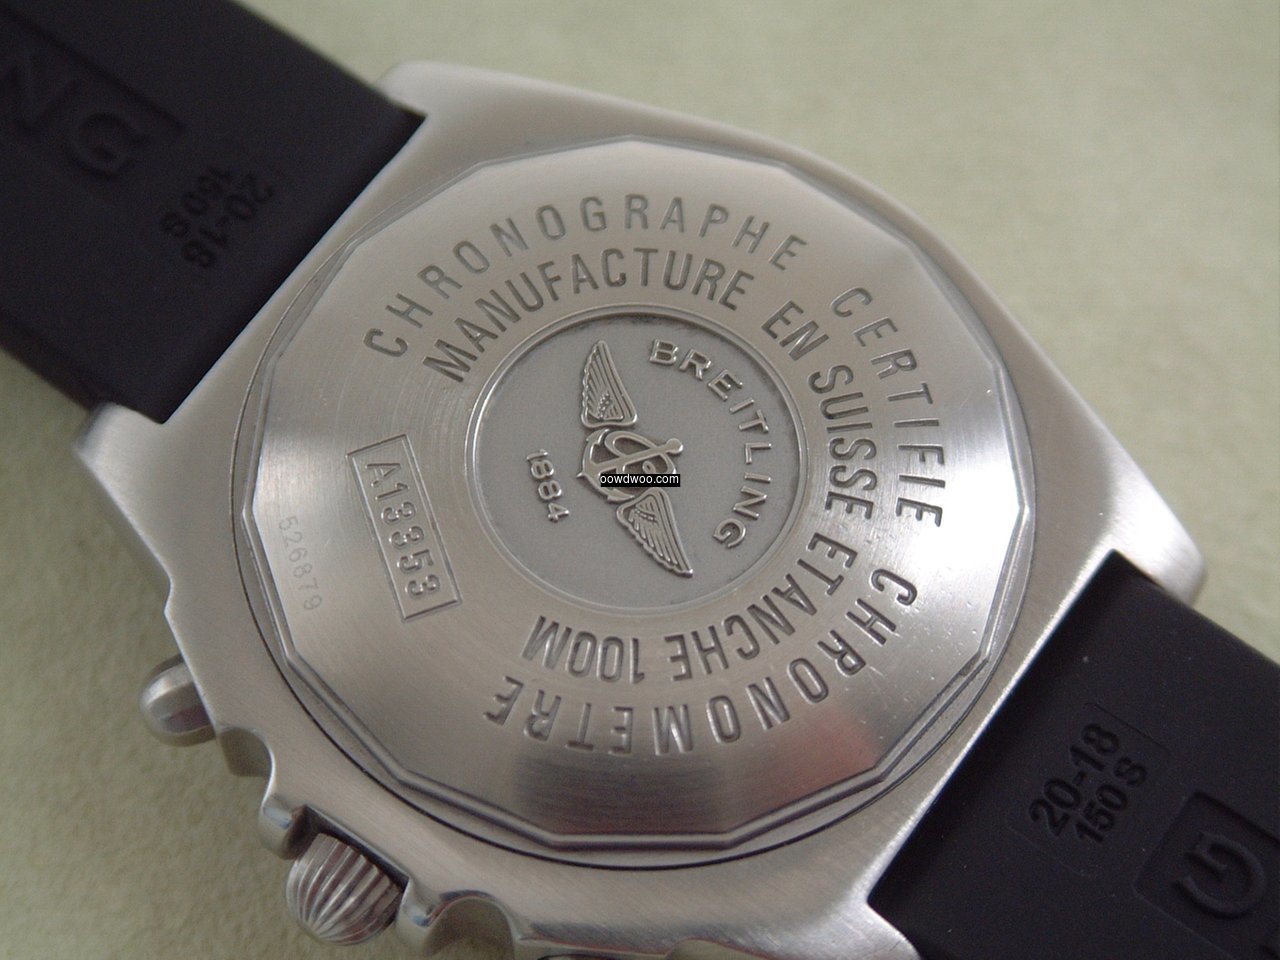 CHRONOGRAPHE CERTIFIE CHRONOMETRE
MANUFACTURE EN SUISSE ETANCHE 100M
BREITLING
1884
oowdwoo.com
A13353
526879
20-18
150 S
NG
20-18
150 S
G